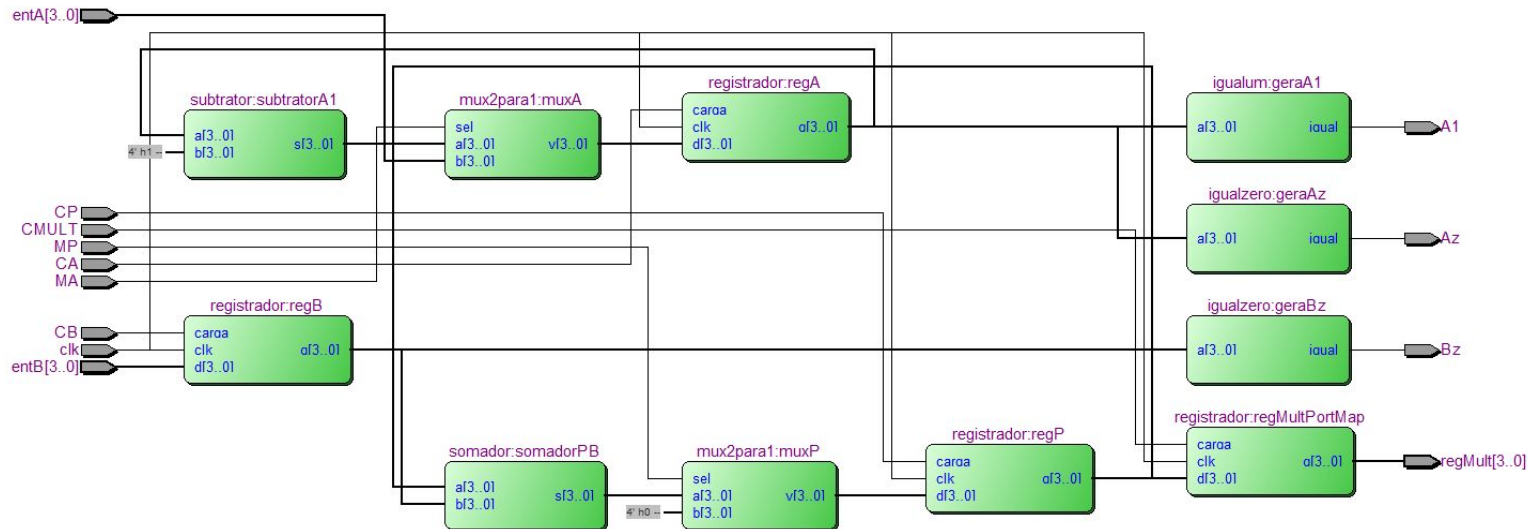 entA[3..0]
subtrator:subtratorA1
a[3..0]
b[3..0]
s[3..0]
4' h1 --
mux2para1:muxA
sel
a[3..0]
b[3..0]
y[3..0]
registrador:regA
carga
clk
d[3..0]
q[3..0]
igualum:geraA1
a[3..0]
igual
A1
CP
CMULT
MP
CA
MA
igualzero:geraAz
a[3..0]
igual
Az
CB
clk
entB[3..0]
registrador:regB
carga
clk
d[3..0]
q[3..0]
igualzero:geraBz
a[3..0]
igual
Bz
somador:somadorPB
a[3..0]
b[3..0]
s[3..0]
mux2para1:muxP
sel
a[3..0]
b[3..0]
y[3..0]
4' h0 --
registrador:regP
carga
clk
d[3..0]
q[3..0]
registrador:regMultPortMap
carga
clk
d[3..0]
q[3..0]
regMult[3..0]